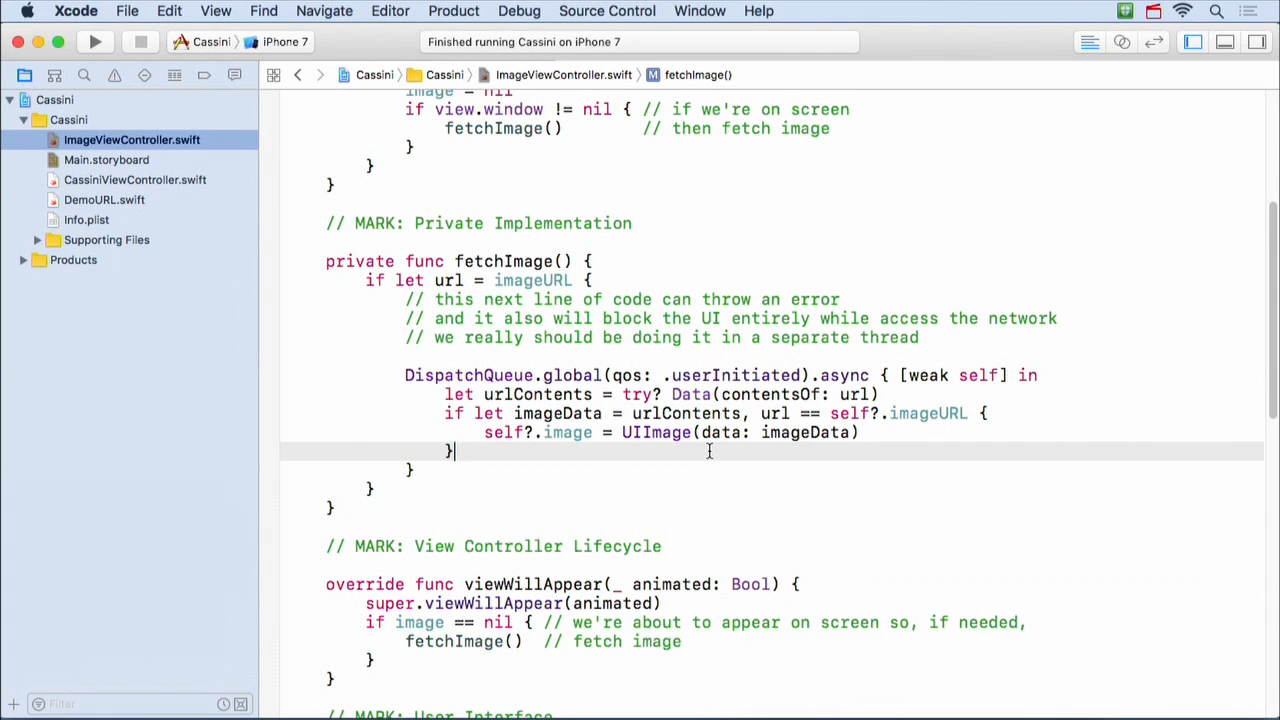 Xcode File Edit View Find Navigate Editor Product Debug Source Control Window Help
Cassini iPhone 7 Finished running Cassini on iPhone 7
Cassini Cassini ImageViewController.swift M fetchImage()
Cassini
Cassini
ImageViewController.swift
Main.storyboard
CassiniViewController.swift
DemoURL.swift
Info.plist
Supporting Files
Products
Filter
image = nil
if view.window != nil { // if we're on screen
fetchImage() // then fetch image
}
}
}
// MARK: Private Implementation
private func fetchImage() {
if let url = imageURL {
// this next line of code can throw an error
// and it also will block the UI entirely while access the network
// we really should be doing it in a separate thread
DispatchQueue.global(qos: .userInitiated).async { [weak self] in
let urlContents = try? Data(contentsOf: url)
if let imageData = urlContents, url == self?.imageURL {
self?.image = UIImage(data: imageData)
}
}
}
}
// MARK: View Controller Lifecycle
override func viewWillAppear(_ animated: Bool) {
super.viewWillAppear(animated)
if image == nil { // we're about to appear on screen so, if needed,
fetchImage() // fetch image
}
}
// MARK: User Interface